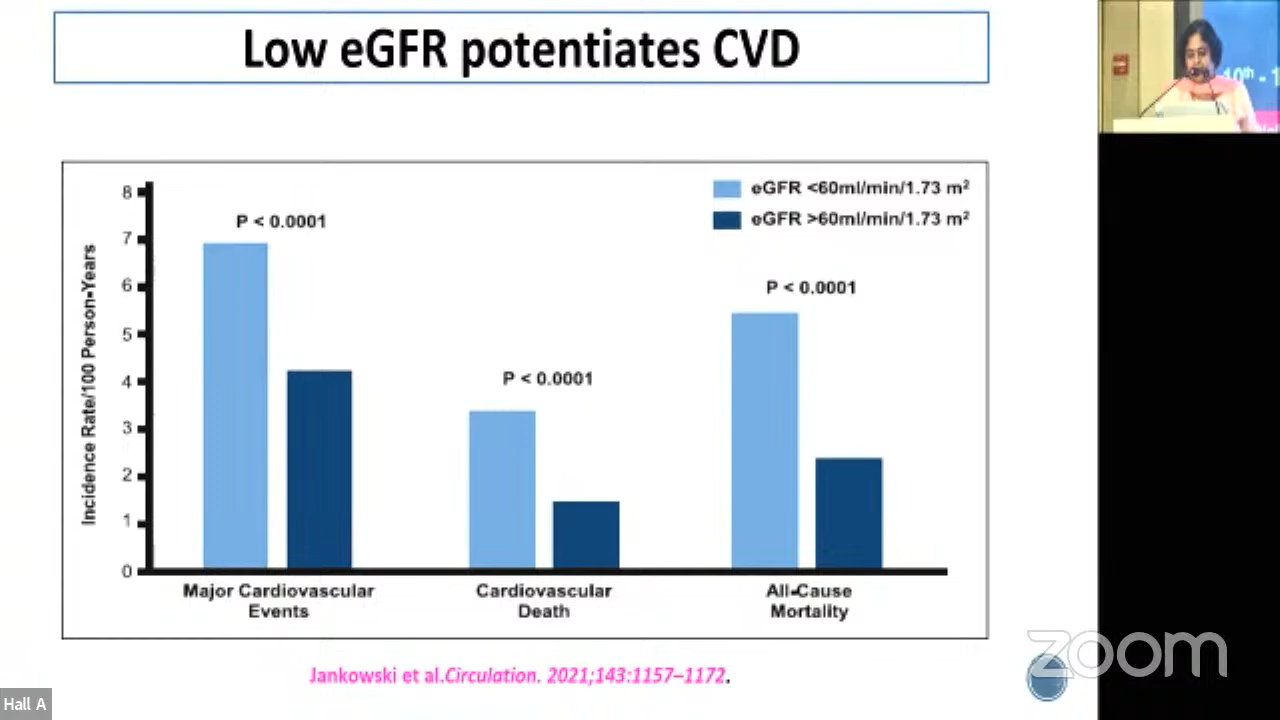 Low eGFR potentiates CVD
10th - 1
eGFR <60ml/min/1.73 m²
eGFR >60ml/min/1.73 m²
P < 0.0001
P < 0.0001
P < 0.0001
Incidence Rate/100 Person-Years
8
7
6
5
4
3
2
1
0
Major Cardiovascular
Events
Cardiovascular
Death
All-Cause
Mortality
Jankowski et al.Circulation. 2021;143:1157–1172.
zoom
Hall A